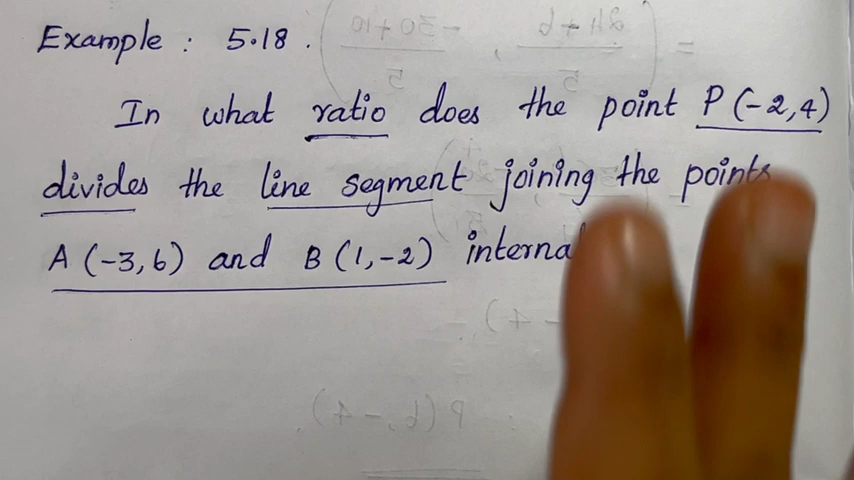 Example : 5.18 .
In what ratio does the point P (-2,4)
divides the line segment joining the points
A (-3,6) and B (1,-2) interna